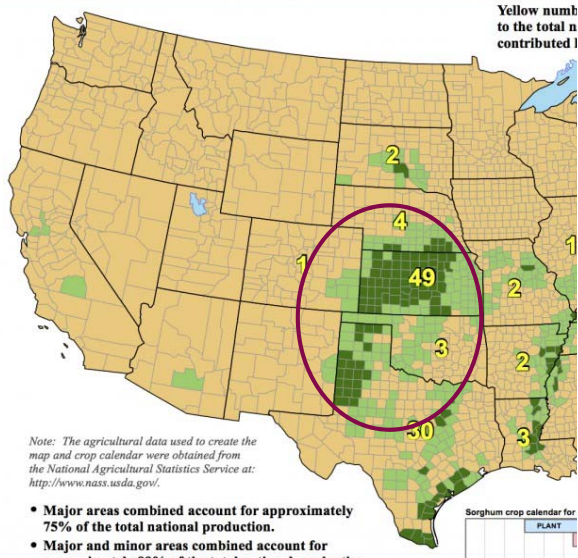 Yellow
to the total
contributed
2
4
1
49
1
2
3
2
30
3
Note: The agricultural data used to create the
map and crop calendar were obtained from
the National Agricultural Statistics Service at:
http://www.nass.usda.gov/.
• Major areas combined account for approximately
75% of the total national production.
• Major and minor areas combined account for
Sorghum crop calendar for
PLANT